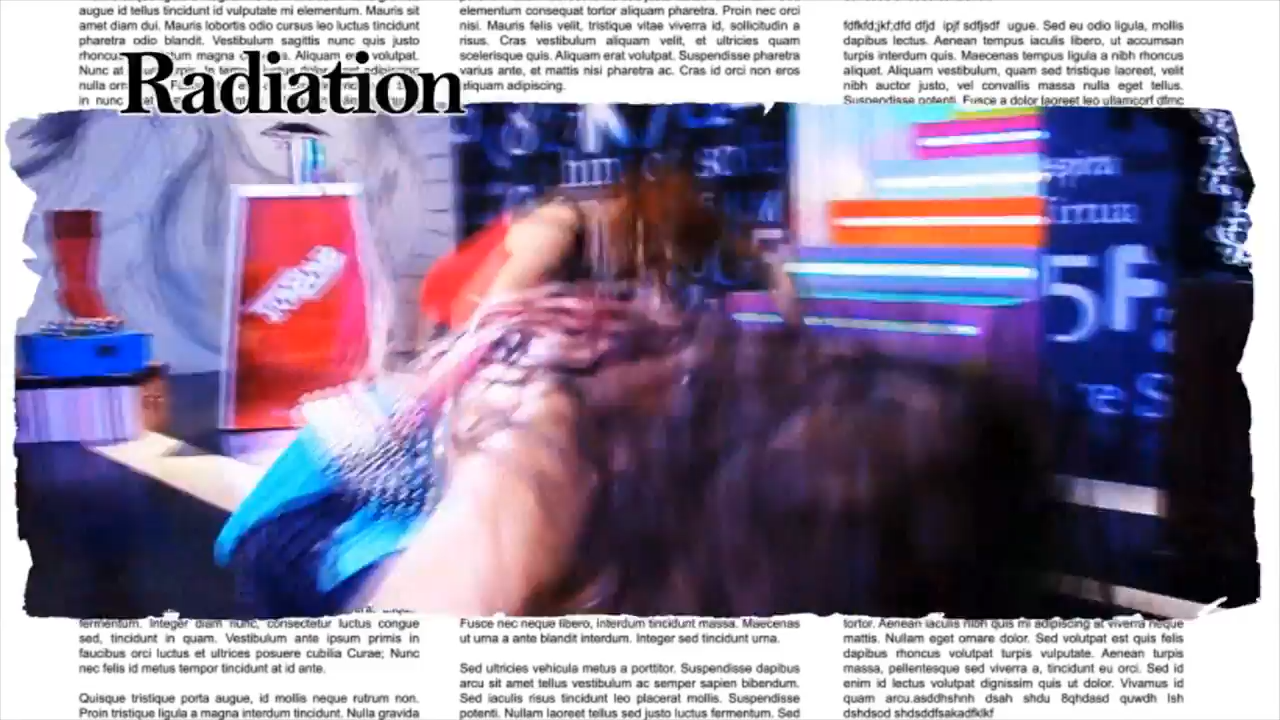 augue id tellus tincidunt id vulputate mi elementum. Mauris sit
amet diam dui. Mauris lobortis odio cursus leo luctus tincidunt
pharetra odio blandit. Vestibulum sagittis nunc quis justo
Radiation
elementum consequat tortor aliquam pharetra. Proin nec orci
nisi. Mauris felis velit, tristique vitae viverra id, sollicitudin a
risus. Cras vestibulum aliquam velit, et ultricies quam
scelerisque quis. Aliquam erat volutpat. Suspendisse pharetra
varius ante, et mattis nisi pharetra ac. Cras id orci non eros
aliquam adipiscing.
fdfkfd;jkf;dfd dfjd ipjf sdfjsdf ugue. Sed eu odio ligula, mollis
dapibus lectus. Aenean tempus iaculis libero, ut accumsan
turpis interdum quis. Maecenas tempus ligula a nibh rhoncus
aliquet. Aliquam vestibulum, quam sed tristique laoreet, velit
nibh auctor justo, vel convallis massa nulla eget tellus.
Suspendisse potenti. Fusce a dolor laoreet leo ullamcorf dfmc
fermentum. Integer diam nunc, consectetur luctus congue
sed, tincidunt in quam. Vestibulum ante ipsum primis in
faucibus orci luctus et ultrices posuere cubilia Curae; Nunc
nec felis id metus tempor tincidunt at id ante.
Quisque tristique porta augue, id mollis neque rutrum non.
Proin tristique ligula a magna interdum tincidunt. Nulla gravida
Fusce nec neque libero, interdum tincidunt massa. Maecenas
ut urna a ante blandit interdum. Integer sed tincidunt urna.
Sed ultricies vehicula metus a porttitor. Suspendisse dapibus
arcu sit amet tellus vestibulum ac semper sapien bibendum.
Sed iaculis risus tincidunt leo placerat mollis. Suspendisse
potenti. Nullam laoreet tellus sed justo luctus fermentum. Sed
tortor. Aenean iaculis nibh quis mi adipiscing at viverra neque
mattis. Nullam eget ornare dolor. Sed volutpat est quis felis
dapibus rhoncus volutpat turpis vulputate. Aenean turpis
massa, pellentesque sed viverra a, tincidunt eu orci. Sed id
enim id lectus volutpat dignissim quis ut dolor. Vivamus id
quam arcu.asddhshnh dsah shdu 8qhdasd quwdh lsh
dshdsod shdsddfsakadfklkf